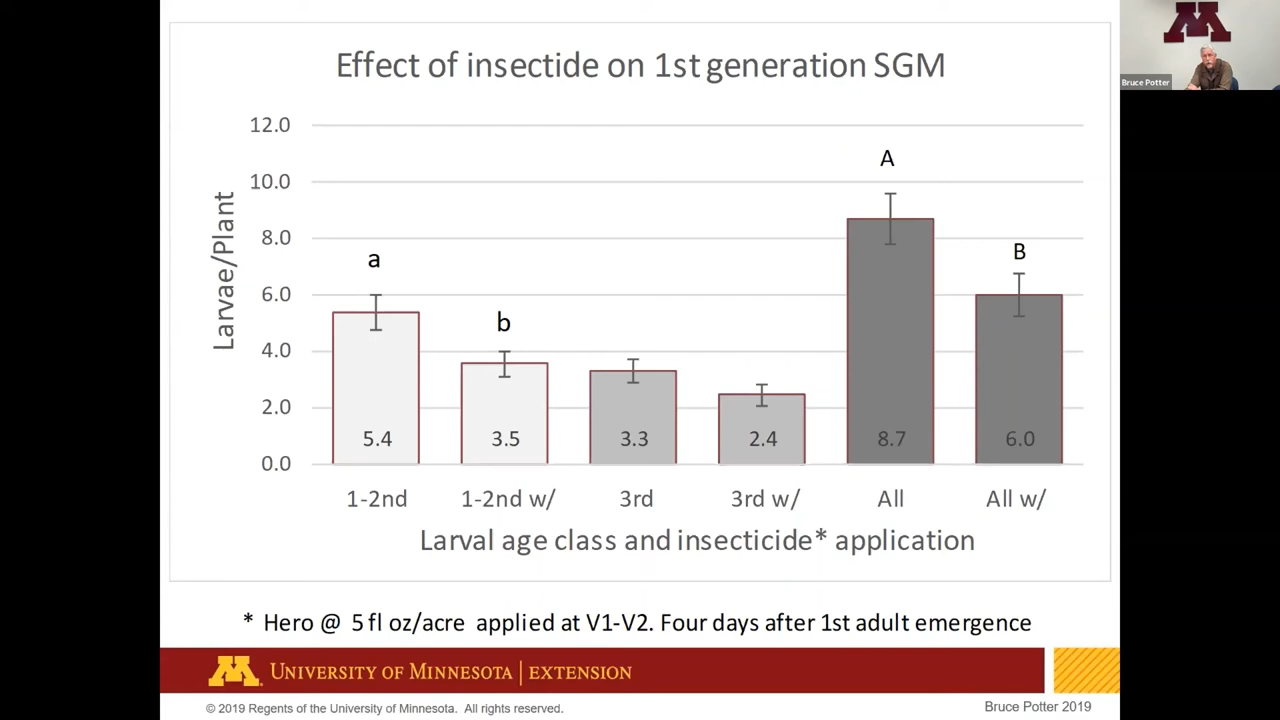 Effect of insectide on 1st generation SGM
12.0
10.0
8.0
6.0
4.0
2.0
0.0
Larvae/Plant
a
b
A
B
5.4
3.5
3.3
2.4
8.7
6.0
1-2nd
1-2nd w/
3rd
3rd w/
All
All w/
Larval age class and insecticide* application
* Hero @ 5 fl oz/acre applied at V1-V2. Four days after 1st adult emergence
M UNIVERSITY OF MINNESOTA | EXTENSION
© 2019 Regents of the University of Minnesota. All rights reserved.
Bruce Potter 2019
M
Bruce Potter